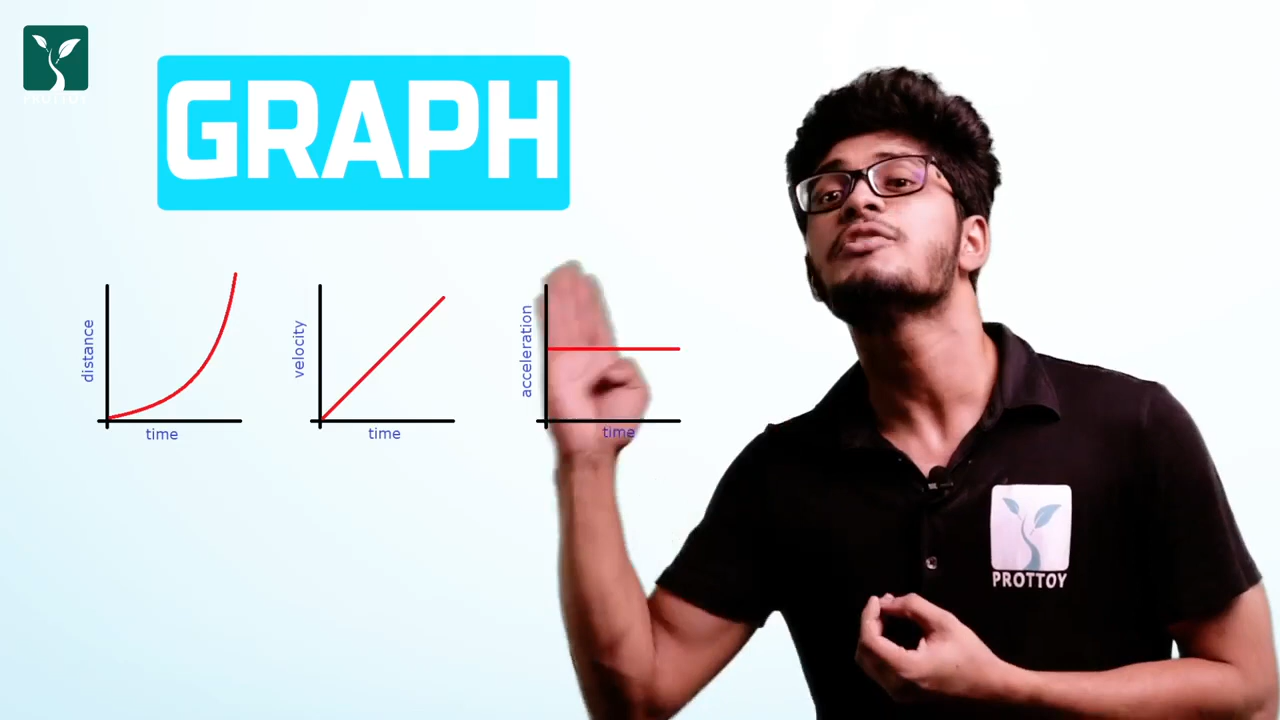 PROTTOY
GRAPH
distance
time
velocity
time
acceleration
time
PROTTOY